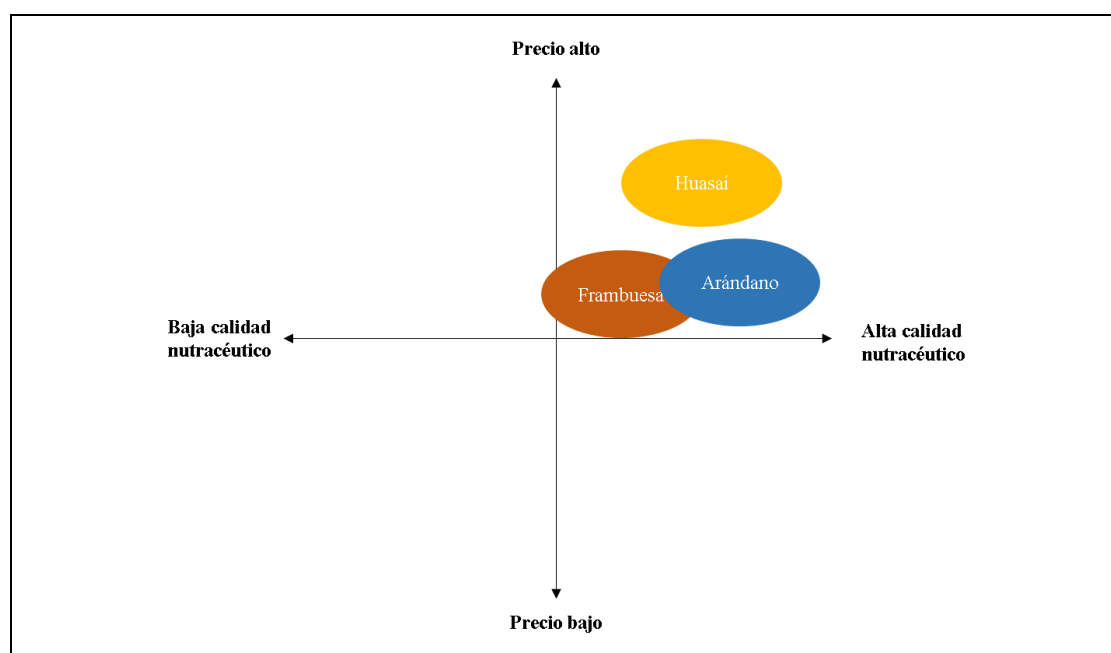 Precio alto
Huasaí
Frambuesa
Arándano
Baja calidad
nutracéutico
Alta calidad
nutracéutico
Precio bajo